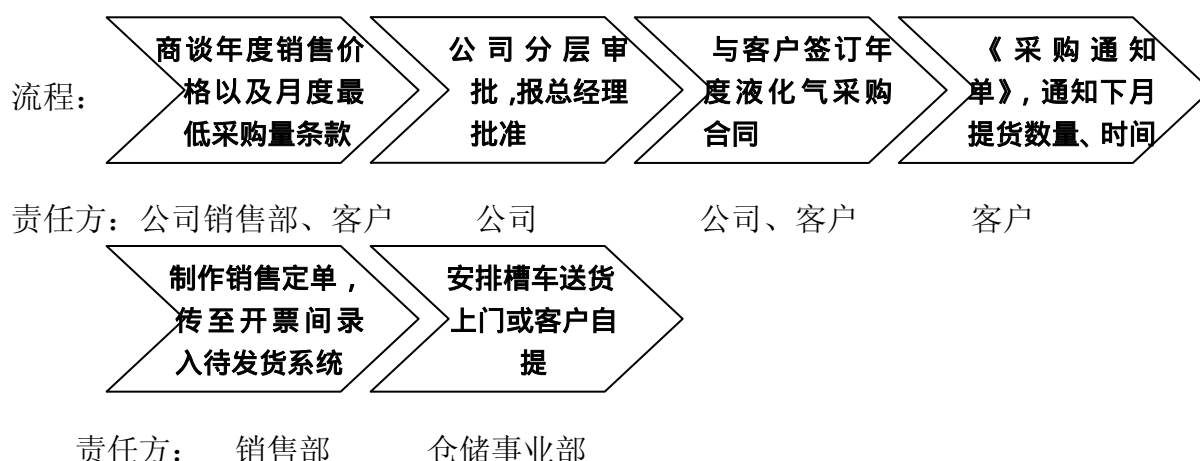 流程：
商谈年度销售价
格以及月度最
低采购量条款
公司分层审
批,报总经理
批准
与客户签订年
度液化气采购
合同
《采购通知
单》,通知下月
提货数量、时间
责任方：公司销售部、客户 公司 公司、客户 客户
制作销售定单，
传至开票间录
入待发货系统
安排槽车送货
上门或客户自
提
责任方： 销售部 仓储事业部